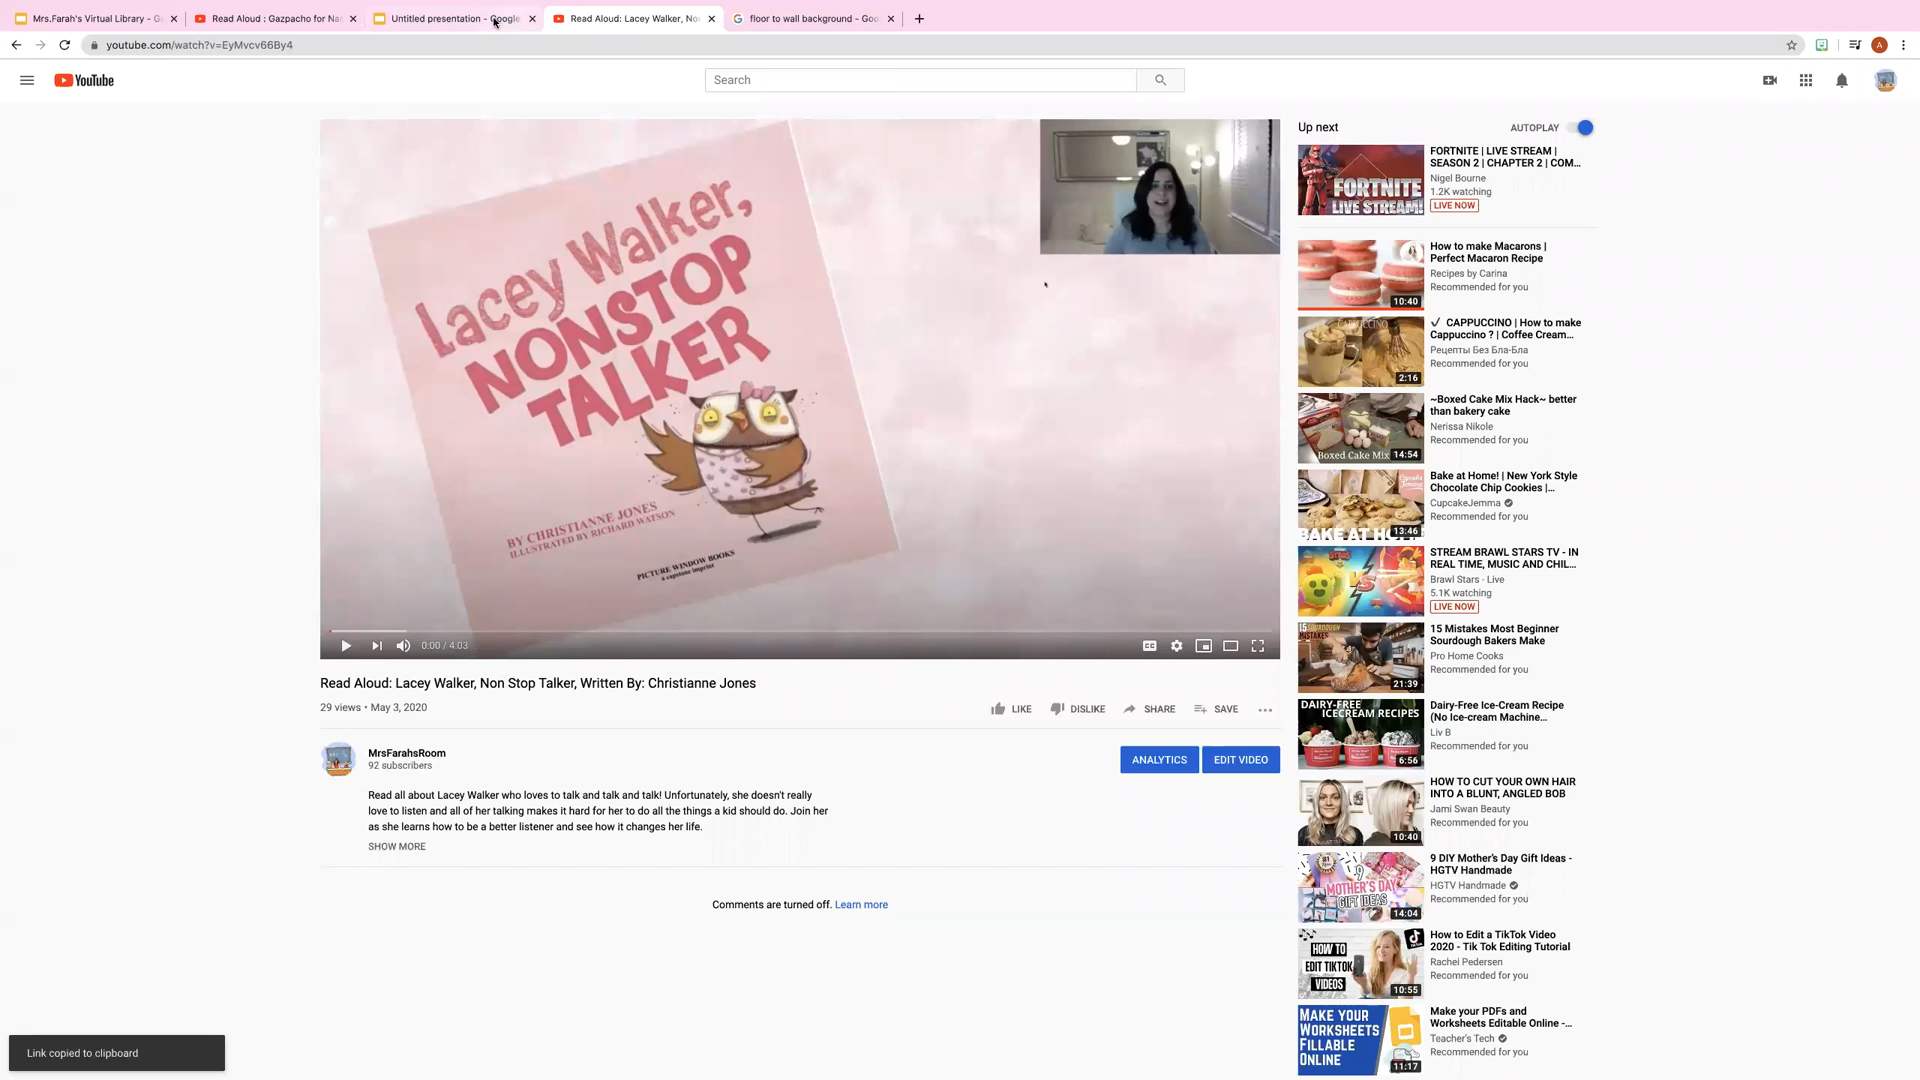 Mrs.Farah's Virtual Library - G
Read Aloud : Gazpacho for Na
Untitled presentation - Google
Read Aloud: Lacey Walker, No
floor to wall background - Goo
youtube.com/watch?v=EyMvcv66By4
A
YouTube
Search
Lacey Walker,
NONSTOP
TALKER
BY CHRISTIANNE JONES
ILLUSTRATED BY RICHARD WATSON
PICTURE WINDOW BOOKS
a capstone imprint
0:00 / 4:03
Read Aloud: Lacey Walker, Non Stop Talker, Written By: Christianne Jones
29 views • May 3, 2020
LIKE
DISLIKE
SHARE
SAVE
MrsFarahsRoom
92 subscribers
ANALYTICS
EDIT VIDEO
Read all about Lacey Walker who loves to talk and talk and talk! Unfortunately, she doesn't really
love to listen and all of her talking makes it hard for her to do all the things a kid should do. Join her
as she learns how to be a better listener and see how it changes her life.
SHOW MORE
Comments are turned off. Learn more
Link copied to clipboard
Up next
AUTOPLAY
FORTNITE
LIVE STREAM!
FORTNITE | LIVE STREAM |
SEASON 2 | CHAPTER 2 | COM...
Nigel Bourne
1.2K watching
LIVE NOW
10:40
How to make Macarons |
Perfect Macaron Recipe
Recipes by Carina
Recommended for you
CAPPUCCINO
2:16
✓ CAPPUCCINO | How to make
Cappuccino ? | Coffee Cream...
Рецепты Без Бла-Бла
Recommended for you
Boxed Cake Mix
14:54
~Boxed Cake Mix Hack~ better
than bakery cake
Nerissa Nikole
Recommended for you
BAKE AT HO
13:46
Bake at Home! | New York Style
Chocolate Chip Cookies |...
CupcakeJemma
Recommended for you
VS
STREAM BRAWL STARS TV - IN
REAL TIME, MUSIC AND CHIL...
Brawl Stars - Live
5.1K watching
LIVE NOW
15 SOURDOUGH
MISTAKES
21:39
15 Mistakes Most Beginner
Sourdough Bakers Make
Pro Home Cooks
Recommended for you
DAIRY-FREE
ICECREAM RECIPES
6:56
Dairy-Free Ice-Cream Recipe
(No Ice-cream Machine...
Liv B
Recommended for you
10:40
HOW TO CUT YOUR OWN HAIR
INTO A BLUNT, ANGLED BOB
Jami Swan Beauty
Recommended for you
MOTHER'S DAY
GIFT IDEAS
14:04
9 DIY Mother's Day Gift Ideas -
HGTV Handmade
HGTV Handmade
Recommended for you
HOW TO
EDIT TIKTOK
VIDEOS
10:55
How to Edit a TikTok Video
2020 - Tik Tok Editing Tutorial
Rachel Pedersen
Recommended for you
MAKE YOUR
WORKSHEETS
FILLABLE
ONLINE
11:17
Make your PDFs and
Worksheets Editable Online -...
Teacher's Tech
Recommended for you